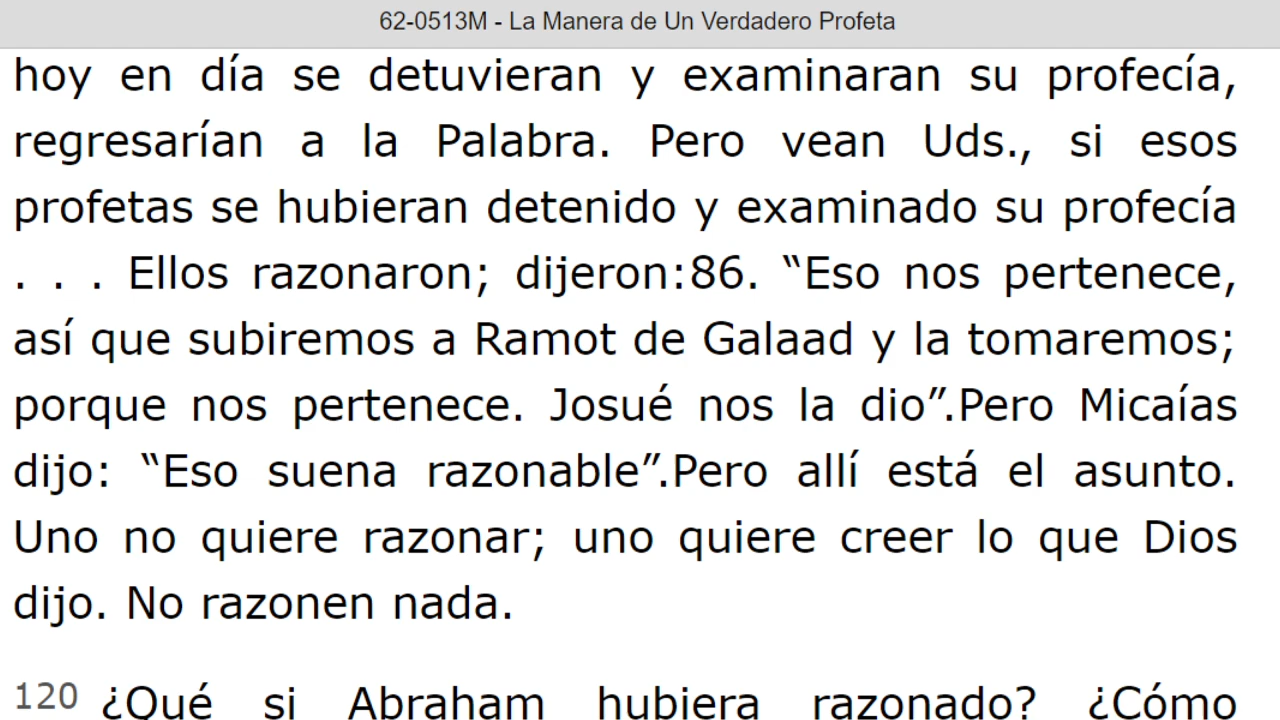 62-0513M - La Manera de Un Verdadero Profeta
hoy en día se detuvieran y examinaran su profecía,
regresarían a la Palabra. Pero vean Uds., si esos
profetas se hubieran detenido y examinado su profecía
. . . Ellos razonaron; dijeron:86. “Eso nos pertenece,
así que subiremos a Ramot de Galaad y la tomaremos;
porque nos pertenece. Josué nos la dio”.Pero Micaías
dijo: “Eso suena razonable”.Pero allí está el asunto.
Uno no quiere razonar; uno quiere creer lo que Dios
dijo. No razonen nada.
120 ¿Qué si Abraham hubiera razonado? ¿Cómo